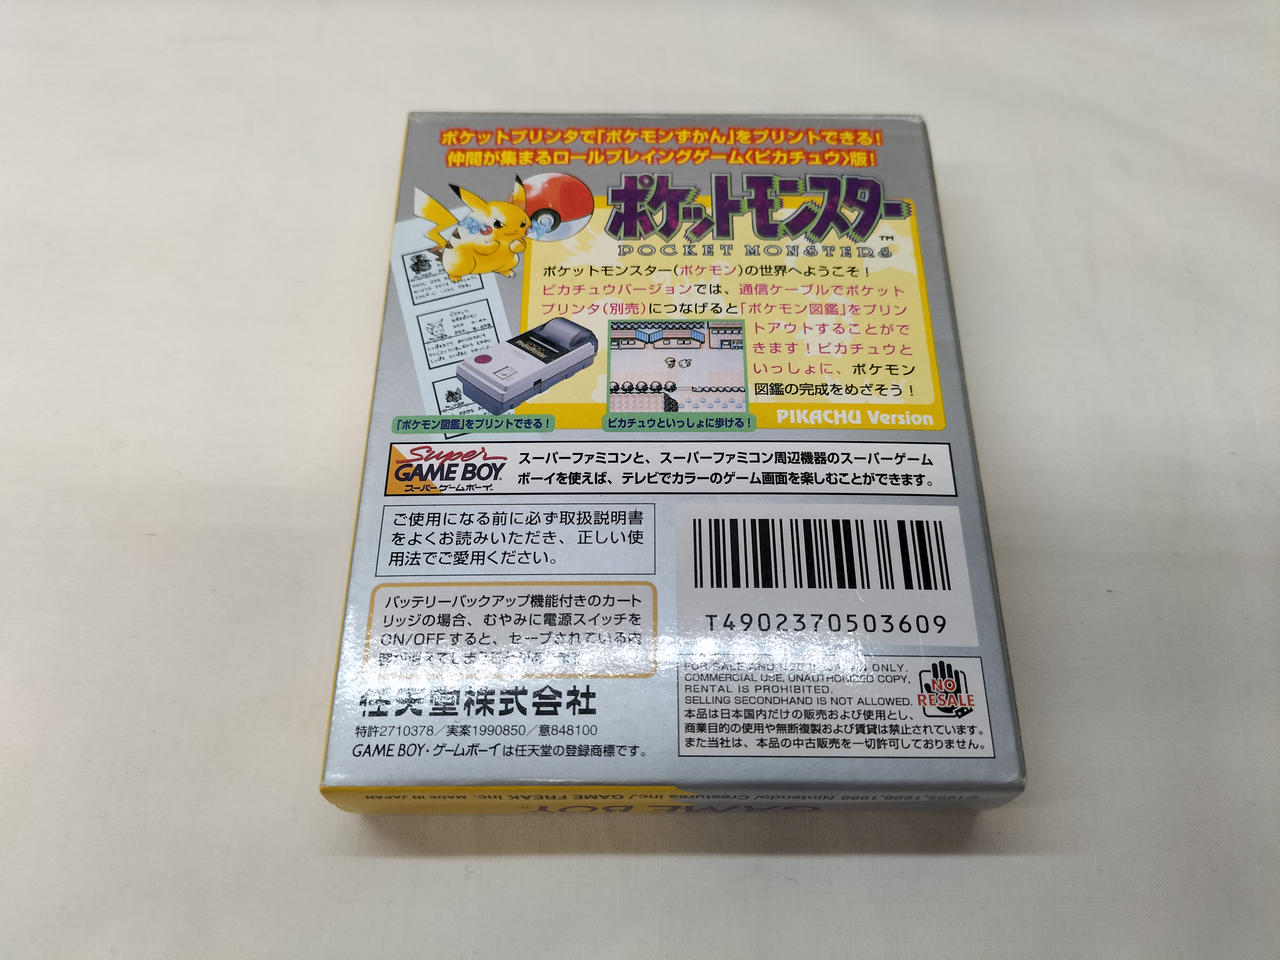 ポケットプリンタで「ポケモンずかん」をプリントできる!
仲間が集まるロールプレイングゲーム〈ピカチュウ〉版!
ポケットモンスター™
POCKET MONSTERS
ポケットモンスター(ポケモン)の世界へようこそ!
ピカチュウバージョンでは、通信ケーブルでポケット
プリンタ(別売)につなげると「ポケモン図鑑」をプリン
トアウトすることがで
きます!ピカチュウと
いっしょに、ポケモン
図鑑の完成をめざそう!
PIKACHU Version
「ポケモン図鑑」をプリントできる!
ピカチュウといっしょに歩ける!
Super
GAME BOY
スーパーゲームボーイ
スーパーファミコンと、スーパーファミコン周辺機器のスーパーゲーム
ボーイを使えば、テレビでカラーのゲーム画面を楽しむことができます。
ご使用になる前に必ず取扱説明書
をよくお読みいただき、正しい使
用法でご愛用ください。
バッテリーバックアップ機能付きのカート
リッジの場合、むやみに電源スイッチを
ON/OFFすると、セーブされている内
T4902370503609
任天堂株式会社
特許2710378/実案1990850/意848100
GAME BOY・ゲームボーイは任天堂の登録商標です。
FOR SALE AND USE IN JAPAN ONLY.
COMMERCIAL USE, UNAUTHORIZED COPY,
RENTAL IS PROHIBITED.
SELLING SECONDHAND IS NOT ALLOWED.
NO
RESALE
本品は日本国内だけの販売および使用とし、
商業目的の使用や無断複製および賃貸は禁止されています。
また当社は、本品の中古販売を一切許可しておりません。
©1995,1996,1998 Nintendo/Creatures inc./GAME FREAK inc. MADE IN JAPAN
GAME BOY